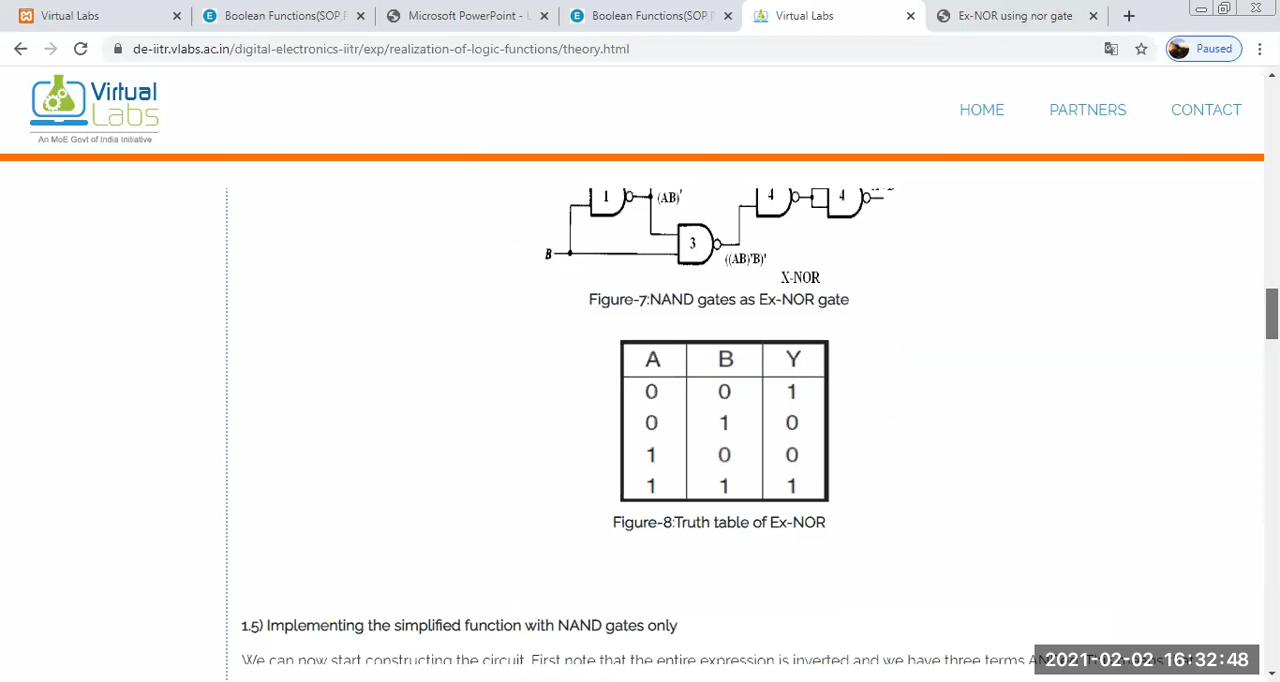 Virtual Labs
Boolean Functions(SOP,F
Microsoft PowerPoint - L
Boolean Functions(SOP,
Virtual Labs
Ex-NOR using nor gate
de-iitr.vlabs.ac.in/digital-electronics-iitr/exp/realization-of-logic-functions/theory.html
Paused
Virtual
Labs
An MoE Govt of India Initiative
HOME
PARTNERS
CONTACT
1
(AB)'
4
4
B
3
((AB)'B)'
X-NOR
Figure-7:NAND gates as Ex-NOR gate
A B Y
0 0 1
0 1 0
1 0 0
1 1 1
Figure-8:Truth table of Ex-NOR
1.5) Implementing the simplified function with NAND gates only
We can now start constructing the circuit. First note that the entire expression is inverted and we have three terms
2021-02-02 16:32:48